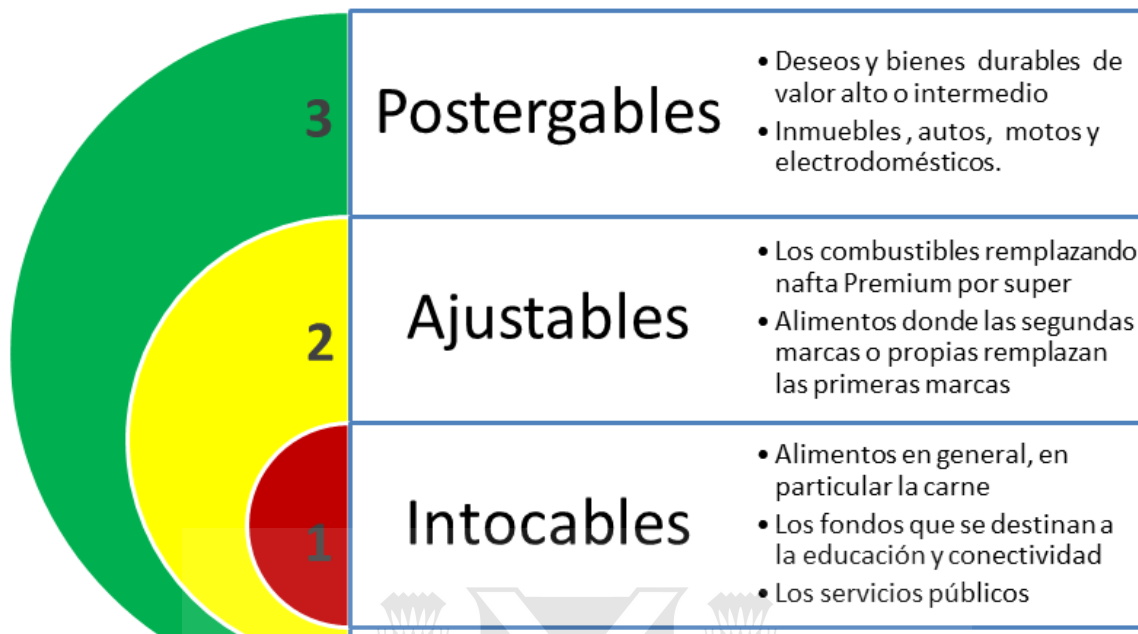 3
Postergables
• Deseos y bienes durables de
valor alto o intermedio
• Inmuebles , autos, motos y
electrodomésticos.
2
Ajustables
• Los combustibles remplazando
nafta Premium por super
• Alimentos donde las segundas
marcas o propias remplazan
las primeras marcas
1
Intocables
• Alimentos en general, en
particular la carne
• Los fondos que se destinan a
la educación y conectividad
• Los servicios públicos